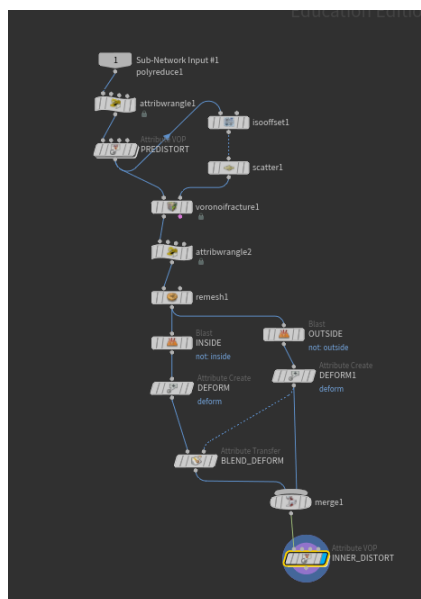 Education Edition
1
Sub-Network Input #1
polyreduce1
attribwrangle1
Attribute VOP
PREDISTORT
isooffset1
scatter1
voronoifracture1
attribwrangle2
remesh1
Blast
INSIDE
not: inside
Blast
OUTSIDE
not: outside
Attribute Create
DEFORM
deform
Attribute Create
DEFORM1
deform
Attribute Transfer
BLEND_DEFORM
merge1
Attribute VOP
INNER_DISTORT